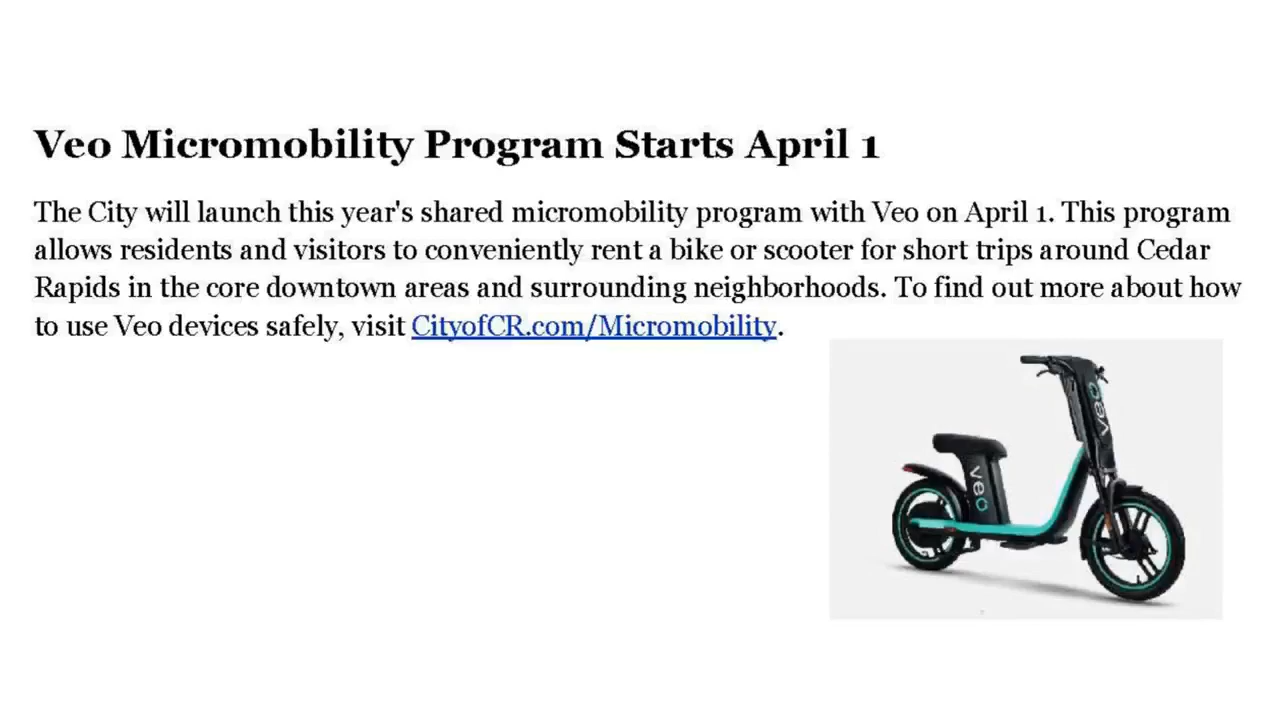 Veo Micromobility Program Starts April 1
The City will launch this year's shared micromobility program with Veo on April 1. This program
allows residents and visitors to conveniently rent a bike or scooter for short trips around Cedar
Rapids in the core downtown areas and surrounding neighborhoods. To find out more about how
to use Veo devices safely, visit CityofCR.com/Micromobility.
veo
veo